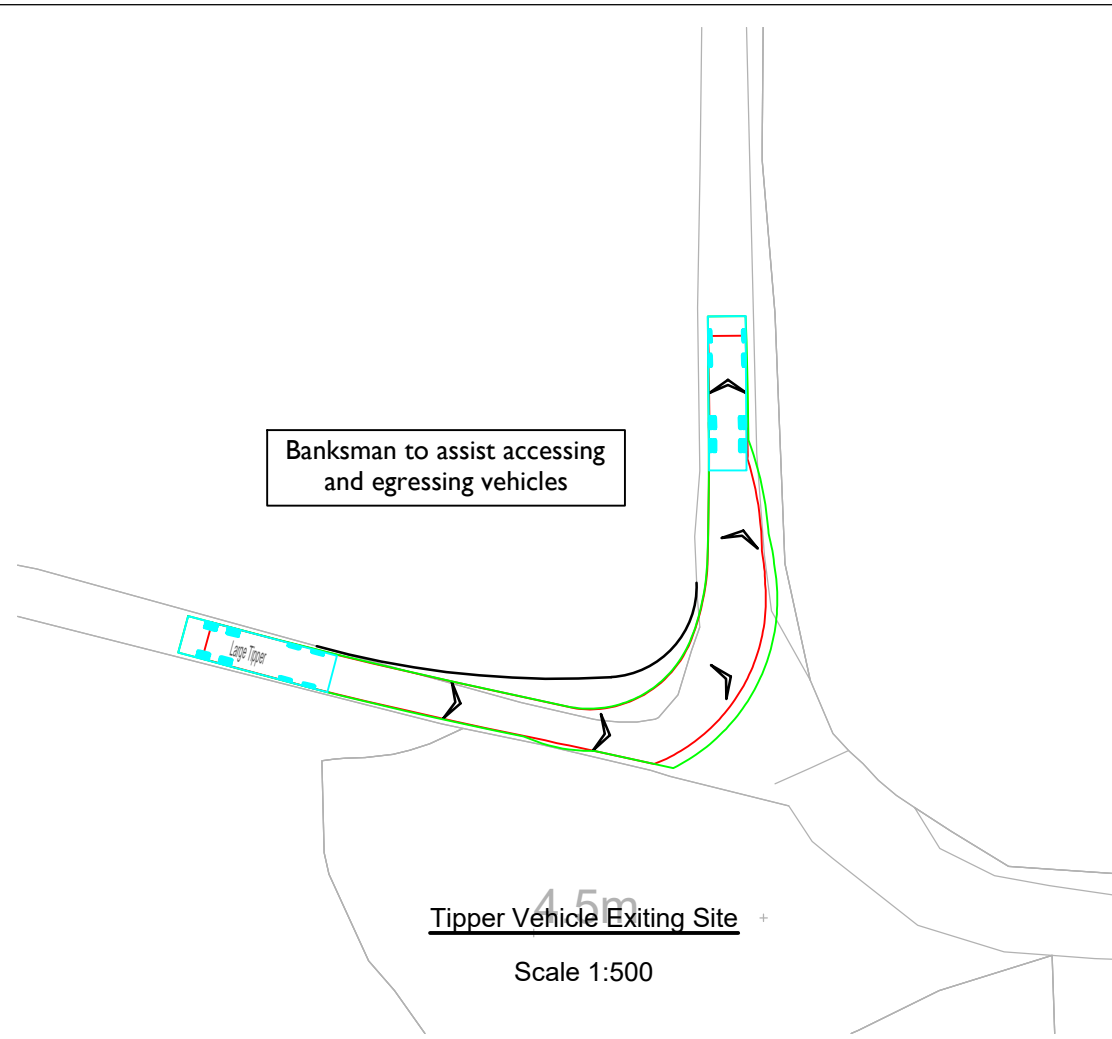 Banksman to assist accessing
and egressing vehicles
Large Tipper
4.5m
Tipper Vehicle Exiting Site
Scale 1:500